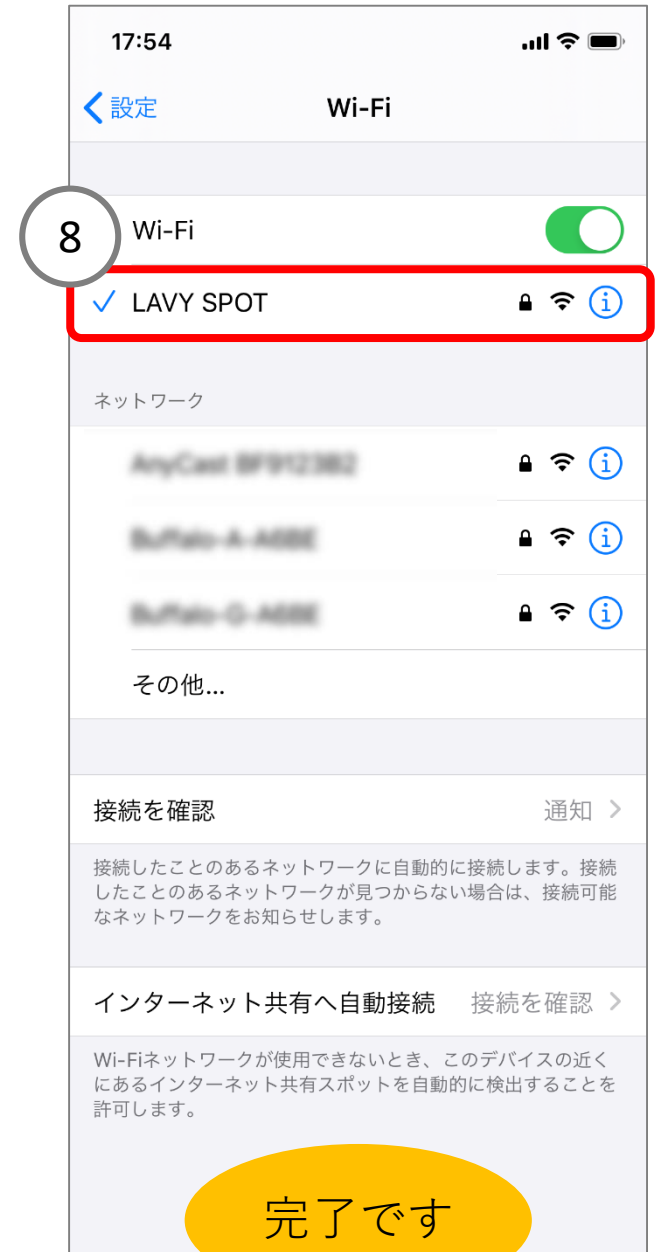 17:54
設定
Wi-Fi
8
Wi-Fi
LAVY SPOT
ネットワーク
AnyCast BF9123B2
Buffalo-A-A6BE
Buffalo-G-A6BE
その他...
接続を確認 通知
接続したことのあるネットワークに自動的に接続します。接続
したことのあるネットワークが見つからない場合は、接続可能
なネットワークをお知らせします。
インターネット共有へ自動接続 接続を確認
Wi-Fiネットワークが使用できないとき、このデバイスの近く
にあるインターネット共有スポットを自動的に検出することを
許可します。
完了です